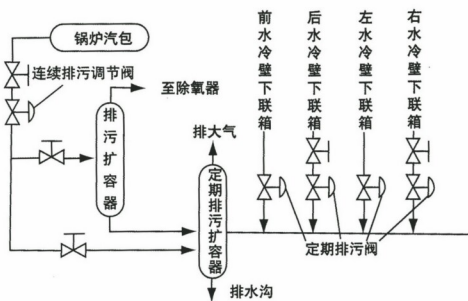 锅炉汽包
连续排污调节阀
至除氧器
排污扩容器
排大气
定期排污扩容器
排水沟
前水冷壁下联箱
后水冷壁下联箱
左水冷壁下联箱
右水冷壁下联箱
定期排污阀